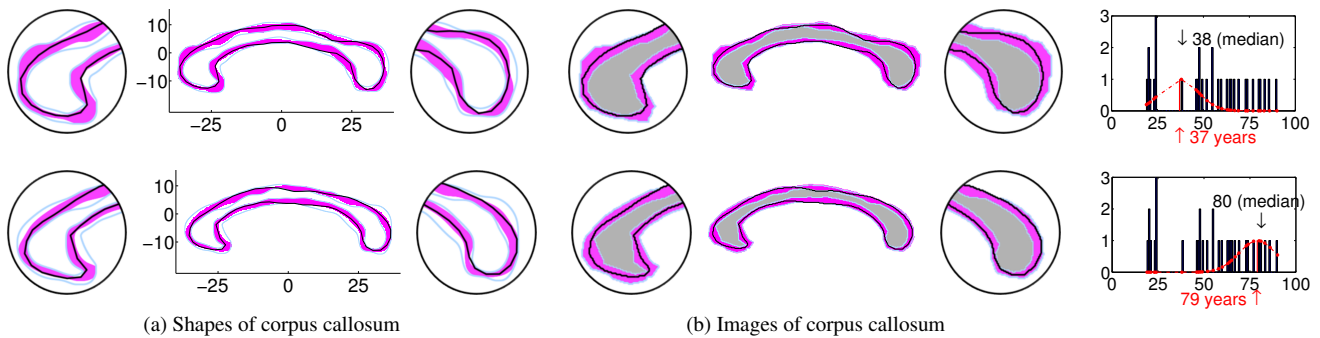 10
0
−10
−25 0 25
3
2
1
0
↓ 38 (median)
0 25 50 75 100
↑ 37 years
10
0
−10
−25 0 25
3
2
1
0
80 (median)
↓
0 25 50 75 100
79 years ↑
(a) Shapes of corpus callosum
(b) Images of corpus callosum